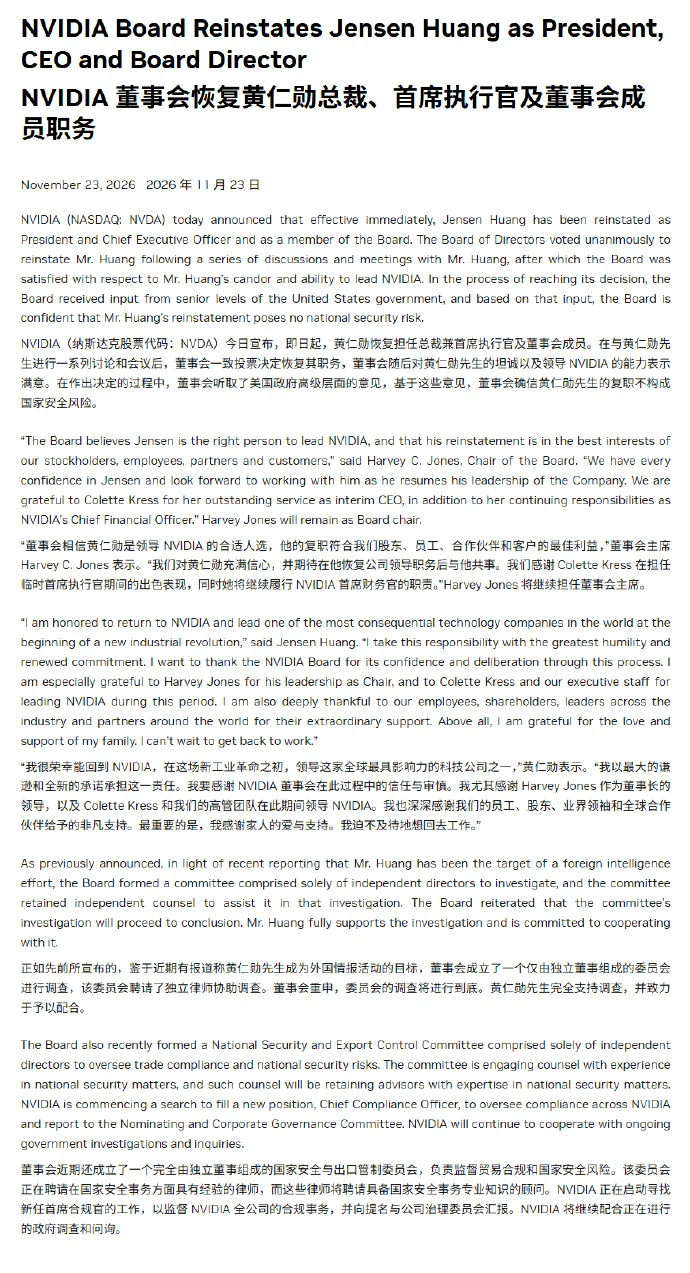 NVIDIA Board Reinstates Jensen Huang as President,
CEO and Board Director
NVIDIA 董事会恢复黄仁勋总裁、首席执行官及董事会成
员职务
November 23, 2026 2026 年 11 月 23 日
NVIDIA (NASDAQ: NVDA) today announced that effective immediately, Jensen Huang has been reinstated as
President and Chief Executive Officer and as a member of the Board. The Board of Directors voted unanimously to
reinstate Mr. Huang following a series of discussions and meetings with Mr. Huang, after which the Board was
satisfied with respect to Mr. Huang’s candor and ability to lead NVIDIA. In the process of reaching its decision, the
Board received input from senior levels of the United States government, and based on that input, the Board is
confident that Mr. Huang’s reinstatement poses no national security risk.
NVIDIA（纳斯达克股票代码：NVDA）今日宣布，即日起，黄仁勋恢复担任总裁兼首席执行官及董事会成员。在与黄仁勋先
生进行一系列讨论和会议后，董事会一致投票决定恢复其职务，董事会随后对黄仁勋先生的坦诚以及领导 NVIDIA 的能力表示
满意。在作出决定的过程中，董事会听取了美国政府高级层面的意见，基于这些意见，董事会确信黄仁勋先生的复职不构成
国家安全风险。
“The Board believes Jensen is the right person to lead NVIDIA, and that his reinstatement is in the best interests of
our stockholders, employees, partners and customers,” said Harvey C. Jones, Chair of the Board. “We have every
confidence in Jensen and look forward to working with him as he resumes his leadership of the Company. We are
grateful to Colette Kress for her outstanding service as interim CEO, in addition to her continuing responsibilities as
NVIDIA’s Chief Financial Officer.” Harvey Jones will remain as Board chair.
“董事会相信黄仁勋是领导 NVIDIA 的合适人选，他的复职符合我们股东、员工、合作伙伴和客户的最佳利益，”董事会主席
Harvey C. Jones 表示。“我们对黄仁勋充满信心，并期待在他恢复公司领导职务后与他共事。我们感谢 Colette Kress 在担任
临时首席执行官期间的出色表现，同时她将继续履行 NVIDIA 首席财务官的职责。”Harvey Jones 将继续担任董事会主席。
“I am honored to return to NVIDIA and lead one of the most consequential technology companies in the world at the
beginning of a new industrial revolution,” said Jensen Huang. “I take this responsibility with the greatest humility and
renewed commitment. I want to thank the NVIDIA Board for its confidence and deliberation through this process. I
am especially grateful to Harvey Jones for his leadership as Chair, and to Colette Kress and our executive staff for
leading NVIDIA during this period. I am also deeply thankful to our employees, shareholders, leaders across the
industry and partners around the world for their extraordinary support. Above all, I am grateful for the love and
support of my family. I can’t wait to get back to work.”
“我很荣幸能回到 NVIDIA，在这场新工业革命之初，领导这家全球最具影响力的科技公司之一，”黄仁勋表示。“我以最大的谦
逊和全新的承诺承担这一责任。我要感谢 NVIDIA 董事会在此过程中的信任与审慎。我尤其感谢 Harvey Jones 作为董事长的
领导，以及 Colette Kress 和我们的高管团队在此期间领导 NVIDIA。我也深深感谢我们的员工、股东、业界领袖和全球合作
伙伴给予的非凡支持。最重要的是，我感谢家人的爱与支持。我迫不及待地想回去工作。”
As previously announced, in light of recent reporting that Mr. Huang has been the target of a foreign intelligence
effort, the Board formed a committee comprised solely of independent directors to investigate, and the committee
retained independent counsel to assist it in that investigation. The Board reiterated that the committee’s
investigation will proceed to conclusion. Mr. Huang fully supports the investigation and is committed to cooperating
with it.
正如先前所宣布的，鉴于近期有报道称黄仁勋先生成为外国情报活动的目标，董事会成立了一个仅由独立董事组成的委员会
进行调查，该委员会聘请了独立律师协助调查。董事会重申，委员会的调查将进行到底。黄仁勋先生完全支持调查，并致力
于予以配合。
The Board also recently formed a National Security and Export Control Committee comprised solely of independent
directors to oversee trade compliance and national security risks. The committee is engaging counsel with experience
in national security matters, and such counsel will be retaining advisors with expertise in national security matters.
NVIDIA is commencing a search to fill a new position, Chief Compliance Officer, to oversee compliance across NVIDIA
and report to the Nominating and Corporate Governance Committee. NVIDIA will continue to cooperate with ongoing
government investigations and inquiries.
董事会近期还成立了一个完全由独立董事组成的国家安全与出口管制委员会，负责监督贸易合规和国家安全风险。该委员会
正在聘请在国家安全事务方面具有经验的律师，而这些律师将聘请具备国家安全事务专业知识的顾问。NVIDIA 正在启动寻找
新任首席合规官的工作，以监督 NVIDIA 全公司的合规事务，并向提名与公司治理委员会汇报。NVIDIA 将继续配合正在进行
的政府调查和问询。